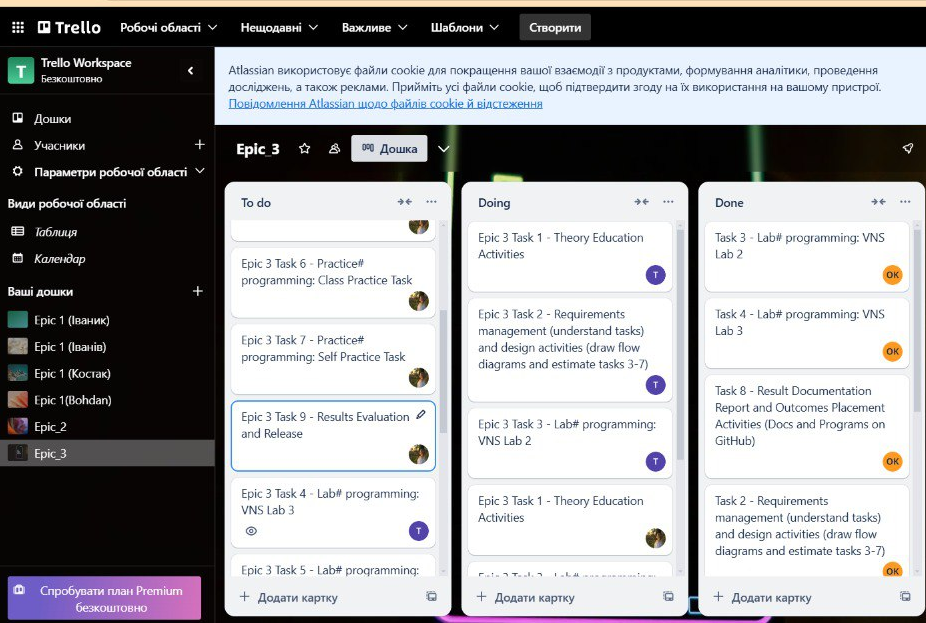 Trello
Робочі області
Нещодавні
Важливе
Шаблони
Створити
T
Trello Workspace
Безкоштовно
Дошки
Учасники
Параметри робочої області
Види робочої області
Таблиця
Календар
Ваші дошки
Epic 1 (Іваник)
Epic 1 (Іванів)
Epic 1 (Костак)
Epic 1(Bohdan)
Epic_2
Epic_3
Спробувати план Premium
безкоштовно
Atlassian використовує файли cookie для покращення вашої взаємодії з продуктами, формування аналітики, проведення
досліджень, а також реклами. Прийміть усі файли cookie, щоб підтвердити згоду на їх використання на вашому пристрої.
Повідомлення Atlassian щодо файлів cookie й відстеження
Epic_3
Дошка
To do
Epic 3 Task 6 - Practice#
programming: Class Practice Task
Epic 3 Task 7 - Practice#
programming: Self Practice Task
Epic 3 Task 9 - Results Evaluation
and Release
Epic 3 Task 4 - Lab# programming:
VNS Lab 3
T
Epic 3 Task 5 - Lab# programming:
Додати картку
Doing
Epic 3 Task 1 - Theory Education
Activities
T
Epic 3 Task 2 - Requirements
management (understand tasks)
and design activities (draw flow
diagrams and estimate tasks 3-7)
T
Epic 3 Task 3 - Lab# programming:
VNS Lab 2
T
Epic 3 Task 1 - Theory Education
Activities
Додати картку
Done
Task 3 - Lab# programming: VNS
Lab 2
OK
Task 4 - Lab# programming: VNS
Lab 3
OK
Task 8 - Result Documentation
Report and Outcomes Placement
Activities (Docs and Programs on
GitHub)
OK
Task 2 - Requirements
management (understand tasks)
and design activities (draw flow
diagrams and estimate tasks 3-7)
OK
Додати картку